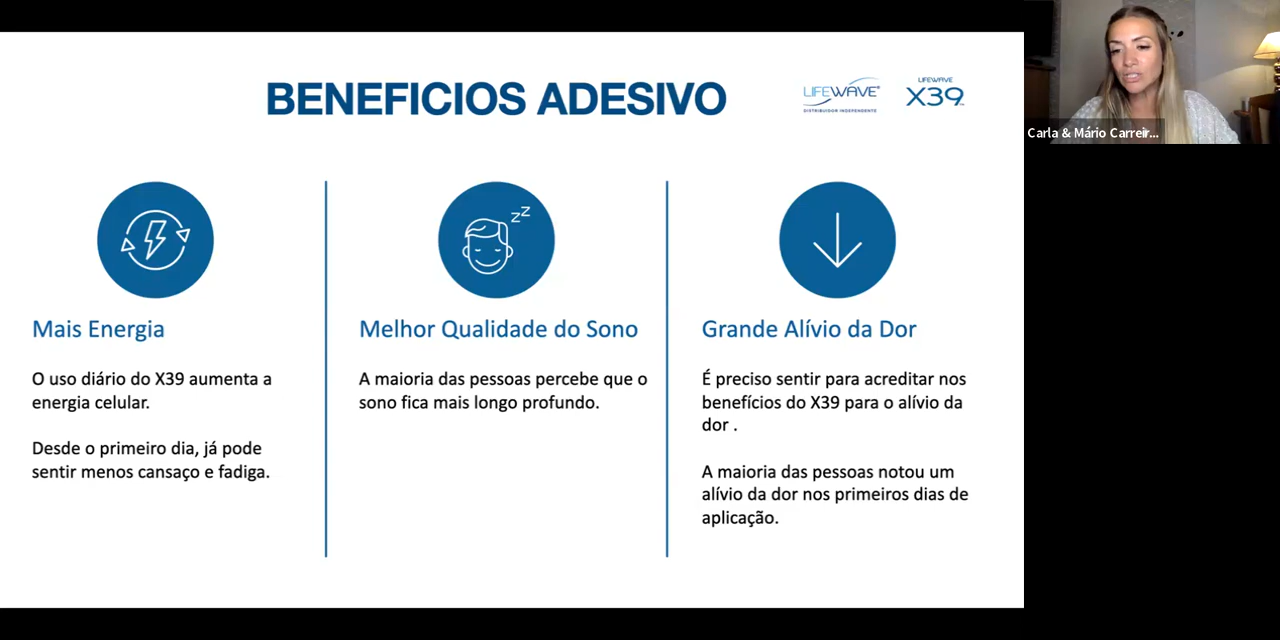 BENEFICIOS ADESIVO
LIFEWAVE®
DISTRIBUIDOR INDEPENDENTE
LIFEWAVE
X39™
Carla & Mário Carreir...
zz
Mais Energia
O uso diário do X39 aumenta a
energia celular.
Desde o primeiro dia, já pode
sentir menos cansaço e fadiga.
Melhor Qualidade do Sono
A maioria das pessoas percebe que o
sono fica mais longo profundo.
Grande Alívio da Dor
É preciso sentir para acreditar nos
benefícios do X39 para o alívio da
dor .
A maioria das pessoas notou um
alívio da dor nos primeiros dias de
aplicação.